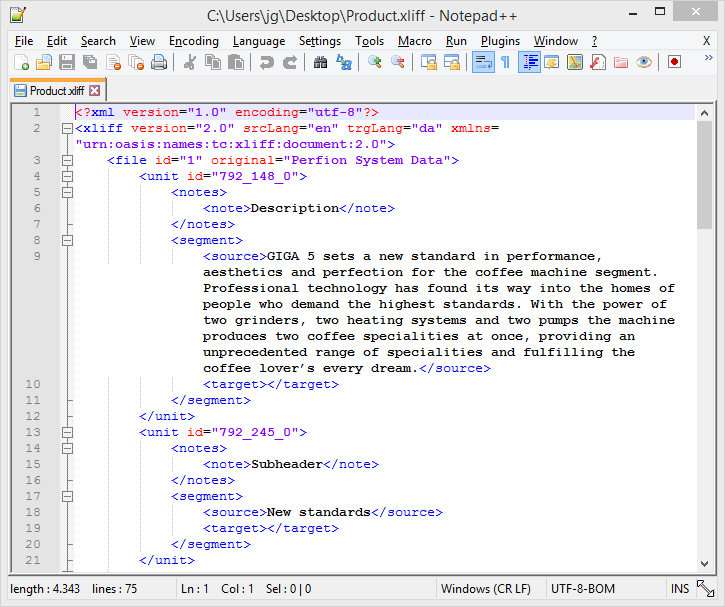 C:\Users\jg\Desktop\Product.xliff - Notepad++
File Edit Search View Encoding Language Settings Tools Macro Run Plugins Window ? X
Product.xliff
1 <?xml version="1.0" encoding="utf-8"?>
2 <xliff version="2.0" srcLang="en" trgLang="da" xmlns=
"urn:oasis:names:tc:xliff:document:2.0">
3 <file id="1" original="Perfion System Data">
4 <unit id="792_148_0">
5 <notes>
6 <note>Description</note>
7 </notes>
8 <segment>
9 <source>GIGA 5 sets a new standard in performance,
aesthetics and perfection for the coffee machine segment.
Professional technology has found its way into the homes of
people who demand the highest standards. With the power of
two grinders, two heating systems and two pumps the machine
produces two coffee specialities at once, providing an
unprecedented range of specialities and fulfilling the
coffee lover’s every dream.</source>
10 <target></target>
11 </segment>
12 </unit>
13 <unit id="792_245_0">
14 <notes>
15 <note>Subheader</note>
16 </notes>
17 <segment>
18 <source>New standards</source>
19 <target></target>
20 </segment>
21 </unit>
length : 4.343 lines : 75 Ln : 1 Col : 1 Sel : 0 | 0 Windows (CR LF) UTF-8-BOM INS